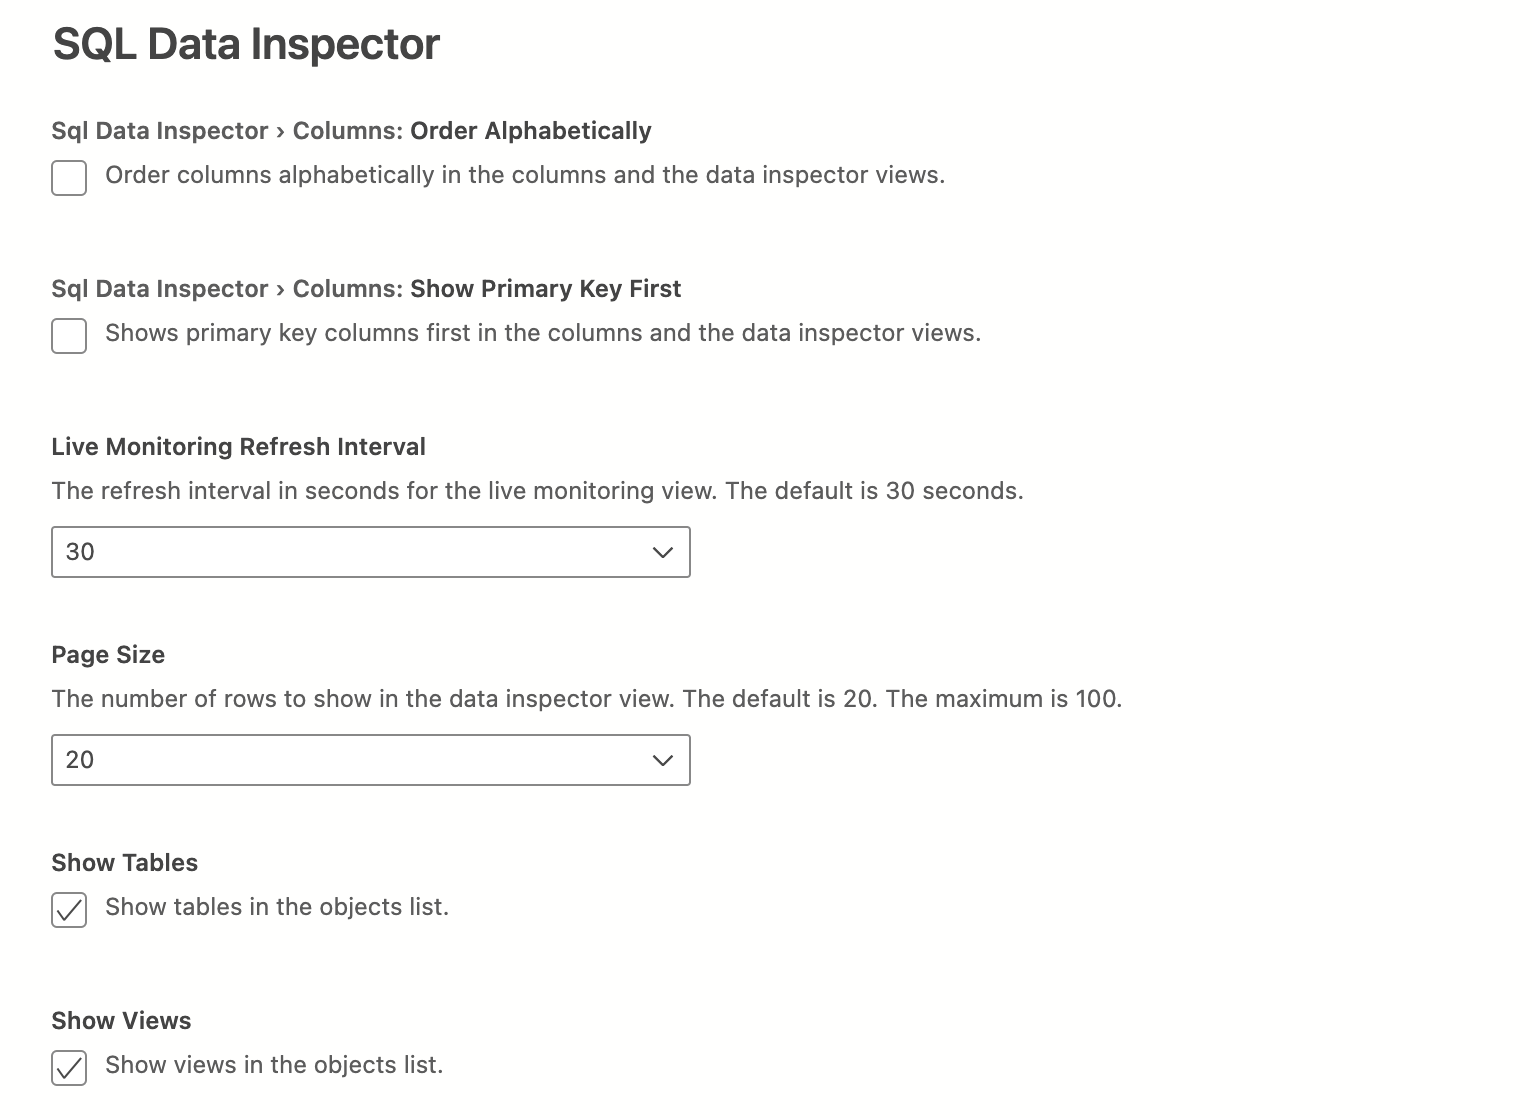 SQL Data Inspector
Sql Data Inspector › Columns: Order Alphabetically
Order columns alphabetically in the columns and the data inspector views.
Sql Data Inspector › Columns: Show Primary Key First
Shows primary key columns first in the columns and the data inspector views.
Live Monitoring Refresh Interval
The refresh interval in seconds for the live monitoring view. The default is 30 seconds.
30
Page Size
The number of rows to show in the data inspector view. The default is 20. The maximum is 100.
20
Show Tables
Show tables in the objects list.
Show Views
Show views in the objects list.